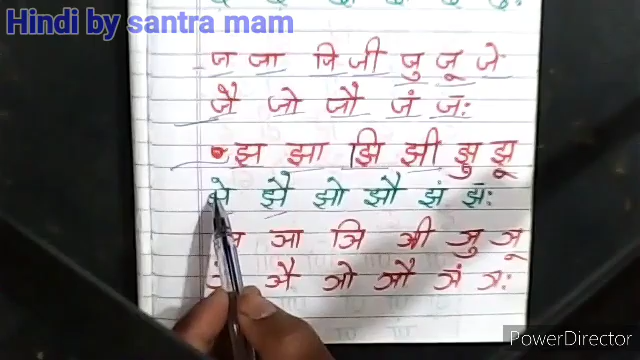 Hindi by santra mam
ज जा जि जी जु जू जे
जै जो जौ जं जः
झ झा झि झी झु झू
झे झै झो झौ झं झः
ञ ञा ञि ञी ञु ञू
ञै ञो ञौ ञं ञः
PowerDirector